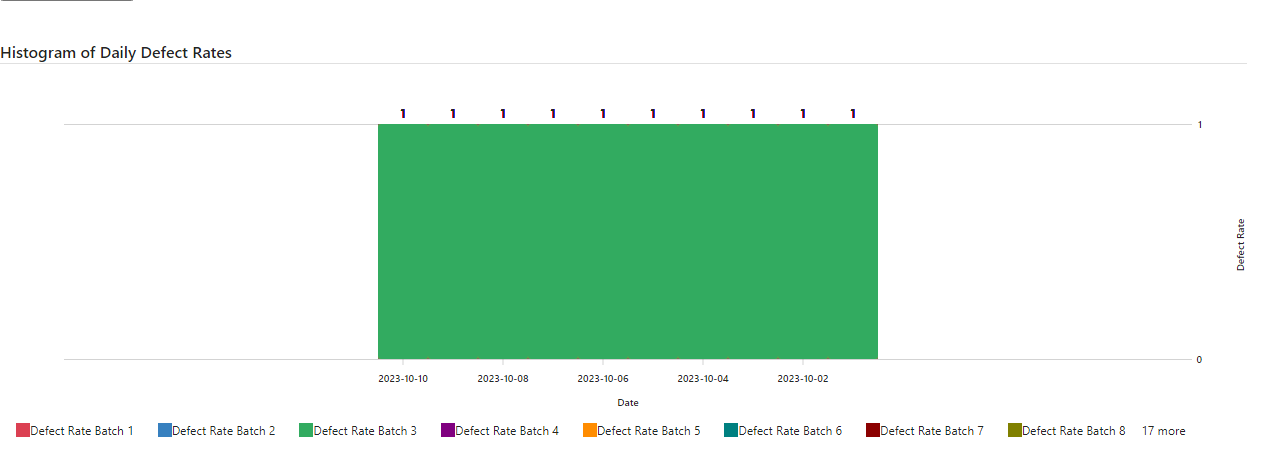 Histogram of Daily Defect Rates
1 1 1 1 1 1 1 1 1 1
1
Defect Rate
0
2023-10-10 2023-10-08 2023-10-06 2023-10-04 2023-10-02
Date
Defect Rate Batch 1 Defect Rate Batch 2 Defect Rate Batch 3 Defect Rate Batch 4 Defect Rate Batch 5 Defect Rate Batch 6 Defect Rate Batch 7 Defect Rate Batch 8 17 more